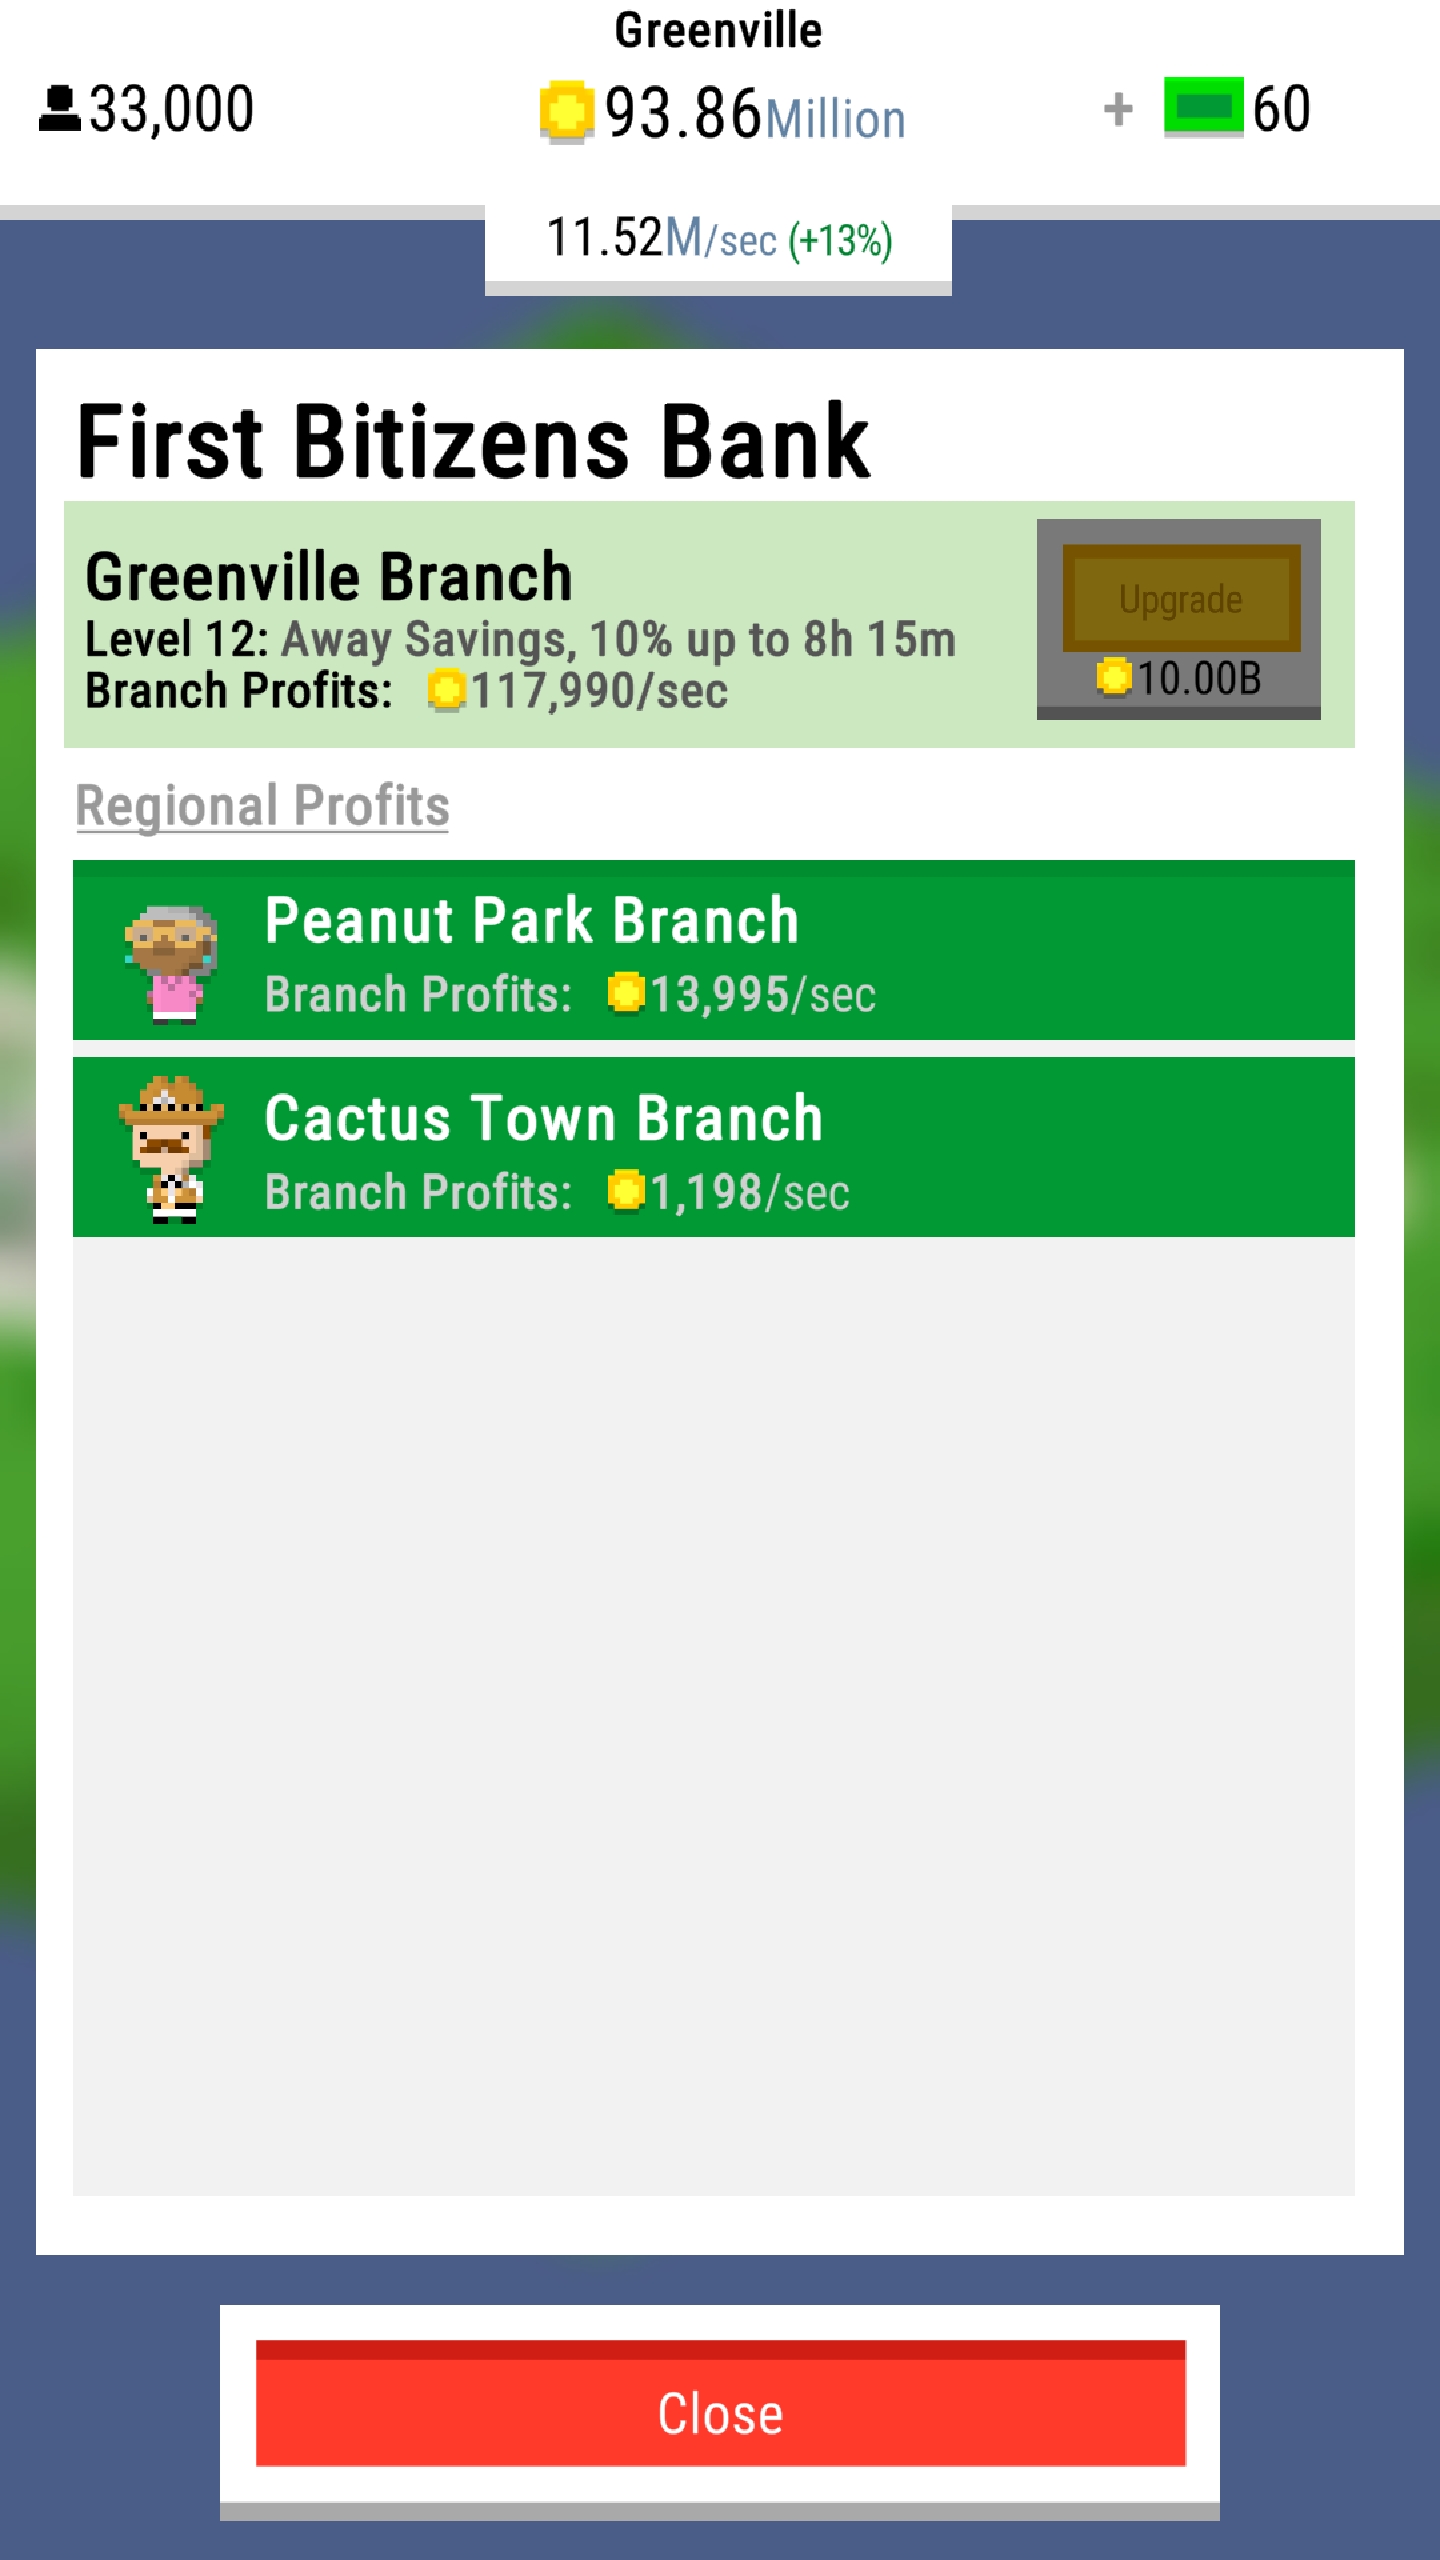 Greenville
33,000
93.86Million
+ 60
11.52M/sec (+13%)
First Bitizens Bank
Greenville Branch
Level 12: Away Savings, 10% up to 8h 15m
Branch Profits: 117,990/sec
Upgrade
10.00B
Regional Profits
Peanut Park Branch
Branch Profits: 13,995/sec
Cactus Town Branch
Branch Profits: 1,198/sec
Close